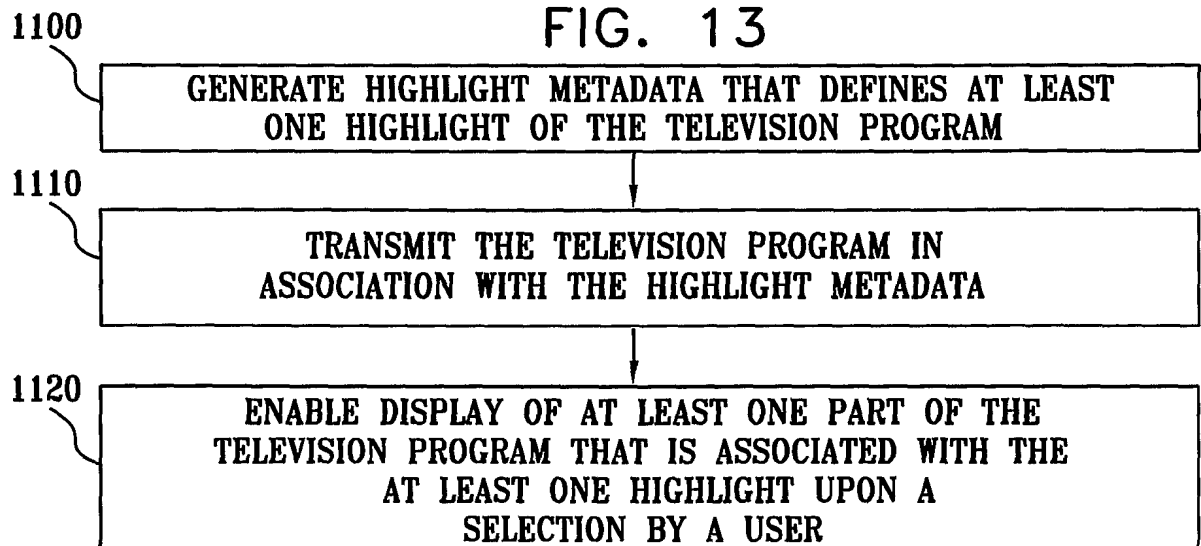 FIG. 13
1100
GENERATE HIGHLIGHT METADATA THAT DEFINES AT LEAST
ONE HIGHLIGHT OF THE TELEVISION PROGRAM
1110
TRANSMIT THE TELEVISION PROGRAM IN
ASSOCIATION WITH THE HIGHLIGHT METADATA
1120
ENABLE DISPLAY OF AT LEAST ONE PART OF THE
TELEVISION PROGRAM THAT IS ASSOCIATED WITH THE
AT LEAST ONE HIGHLIGHT UPON A
SELECTION BY A USER